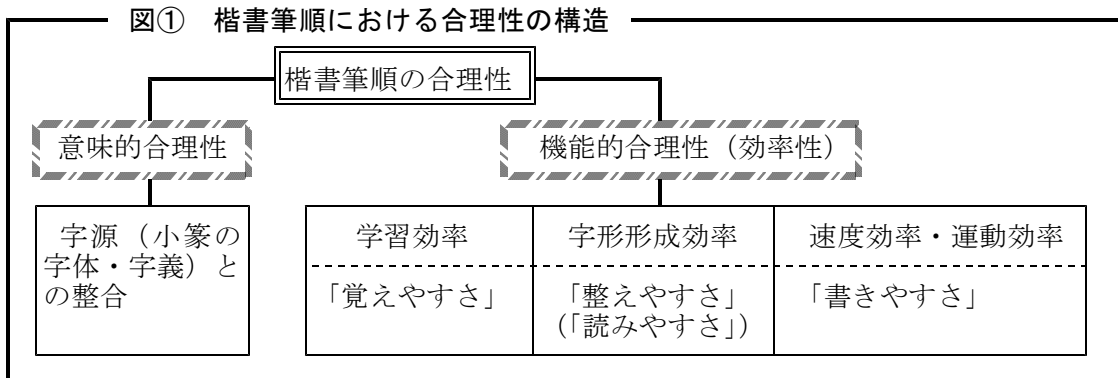 図① 楷書筆順における合理性の構造
楷書筆順の合理性
意味的合理性
機能的合理性（効率性）
字源（小篆の
字体・字義）と
の整合
学習効率
「覚えやすさ」
字形形成効率
「整えやすさ」
（「読みやすさ」）
速度効率・運動効率
「書きやすさ」